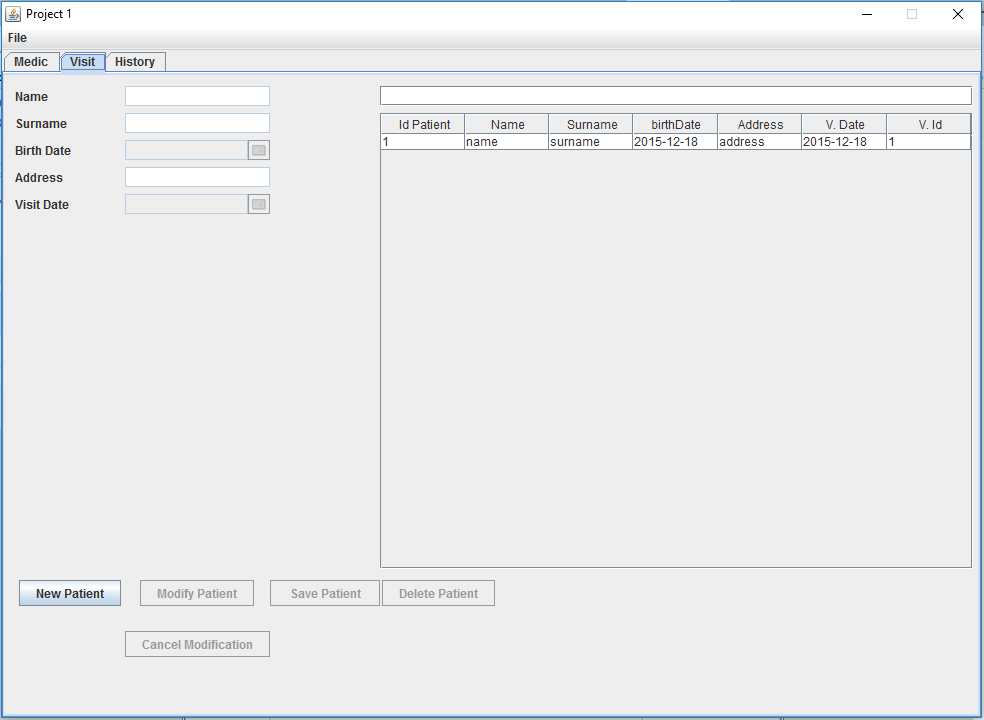 Project 1
File
Medic Visit History
Name
Surname
Birth Date
Address
Visit Date
Id Patient Name Surname birthDate Address V. Date V. Id
1 name surname 2015-12-18 address 2015-12-18 1
New Patient Modify Patient Save Patient Delete Patient
Cancel Modification